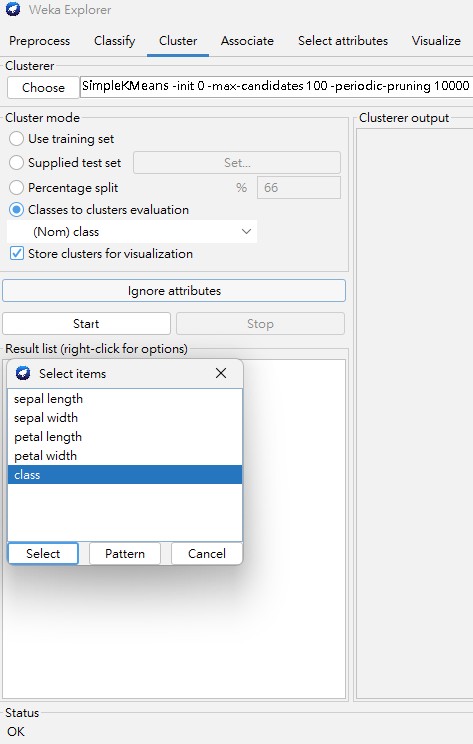 Weka Explorer
Preprocess Classify Cluster Associate Select attributes Visualize
Clusterer
Choose SimpleKMeans -init 0 -max-candidates 100 -periodic-pruning 10000
Cluster mode
Use training set
Supplied test set Set...
Percentage split % 66
Classes to clusters evaluation
(Nom) class
Store clusters for visualization
Ignore attributes
Start Stop
Result list (right-click for options)
Select items
sepal length
sepal width
petal length
petal width
class
Select Pattern Cancel
Clusterer output
Status
OK